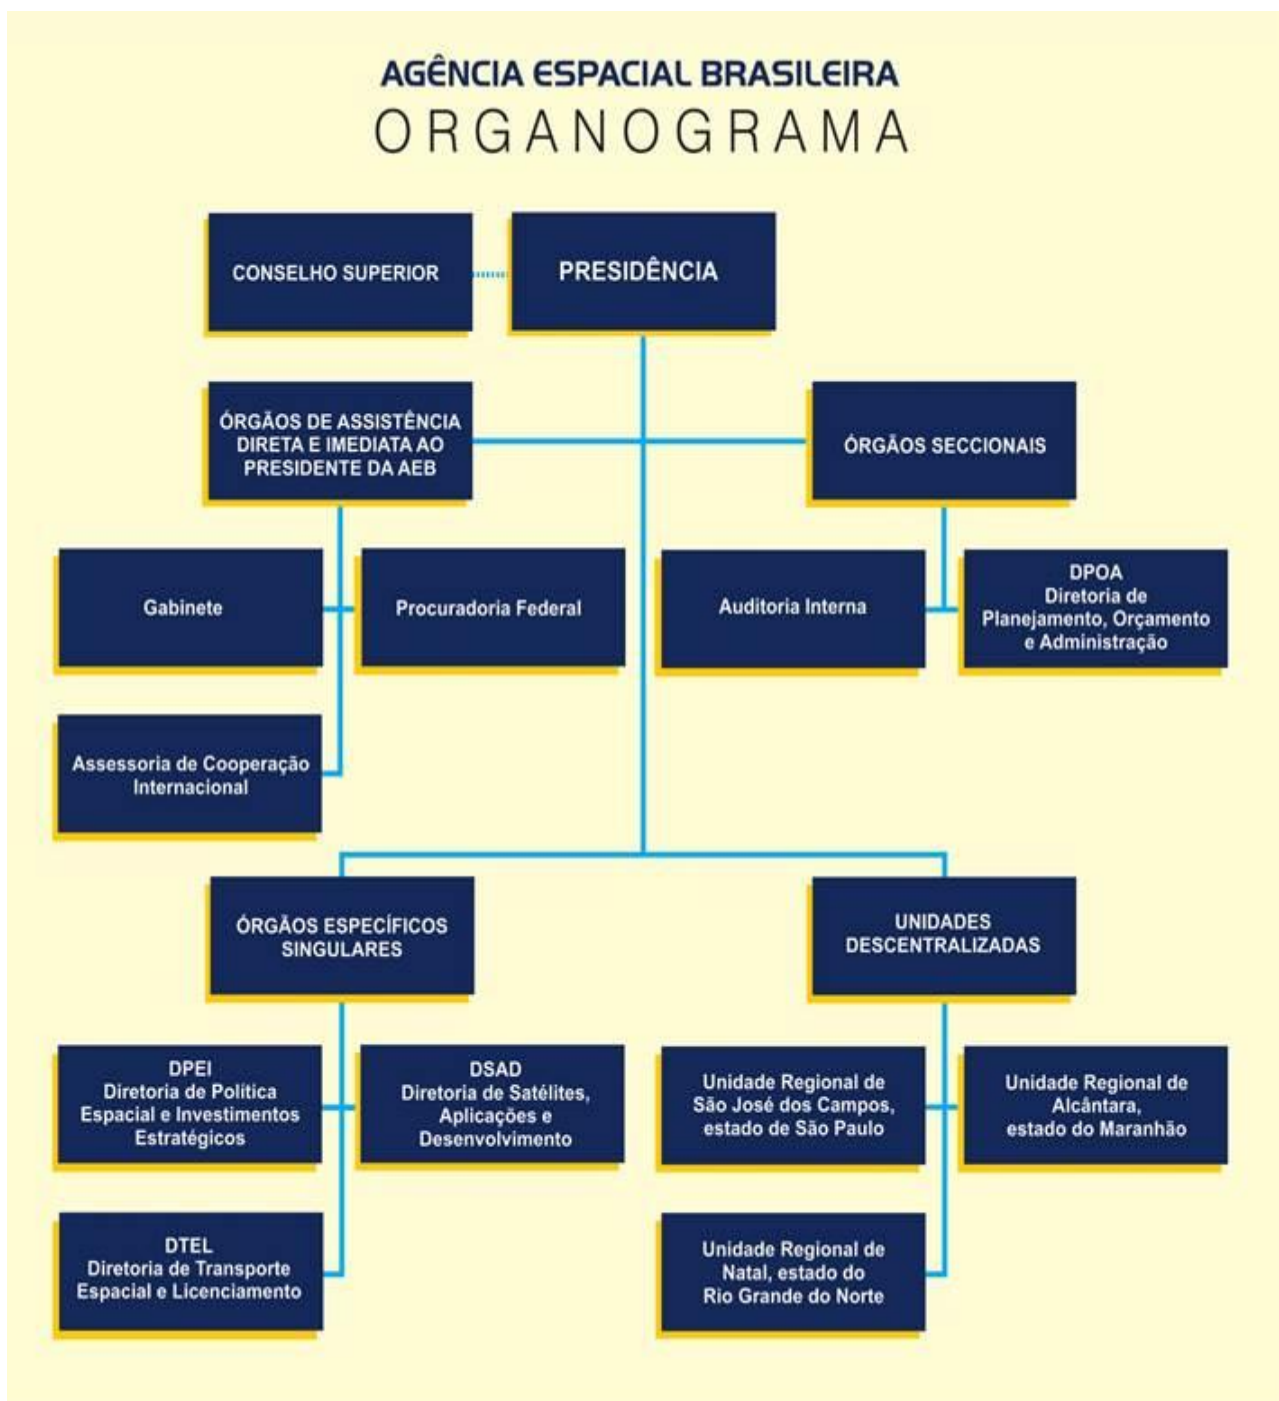 AGÊNCIA ESPACIAL BRASILEIRA
ORGANOGRAMA
CONSELHO SUPERIOR
PRESIDÊNCIA
ÓRGÃOS DE ASSISTÊNCIA
DIRETA E IMEDIATA AO
PRESIDENTE DA AEB
ÓRGÃOS SECCIONAIS
Gabinete
Procuradoria Federal
Auditoria Interna
DPOA
Diretoria de
Planejamento, Orçamento
e Administração
Assessoria de Cooperação
Internacional
ÓRGÃOS ESPECÍFICOS
SINGULARES
UNIDADES
DESCENTRALIZADAS
DPEI
Diretoria de Política
Espacial e Investimentos
Estratégicos
DSAD
Diretoria de Satélites,
Aplicações e
Desenvolvimento
Unidade Regional de
São José dos Campos,
estado de São Paulo
Unidade Regional de
Alcântara,
estado do Maranhão
DTEL
Diretoria de Transporte
Espacial e Licenciamento
Unidade Regional de
Natal, estado do
Rio Grande do Norte